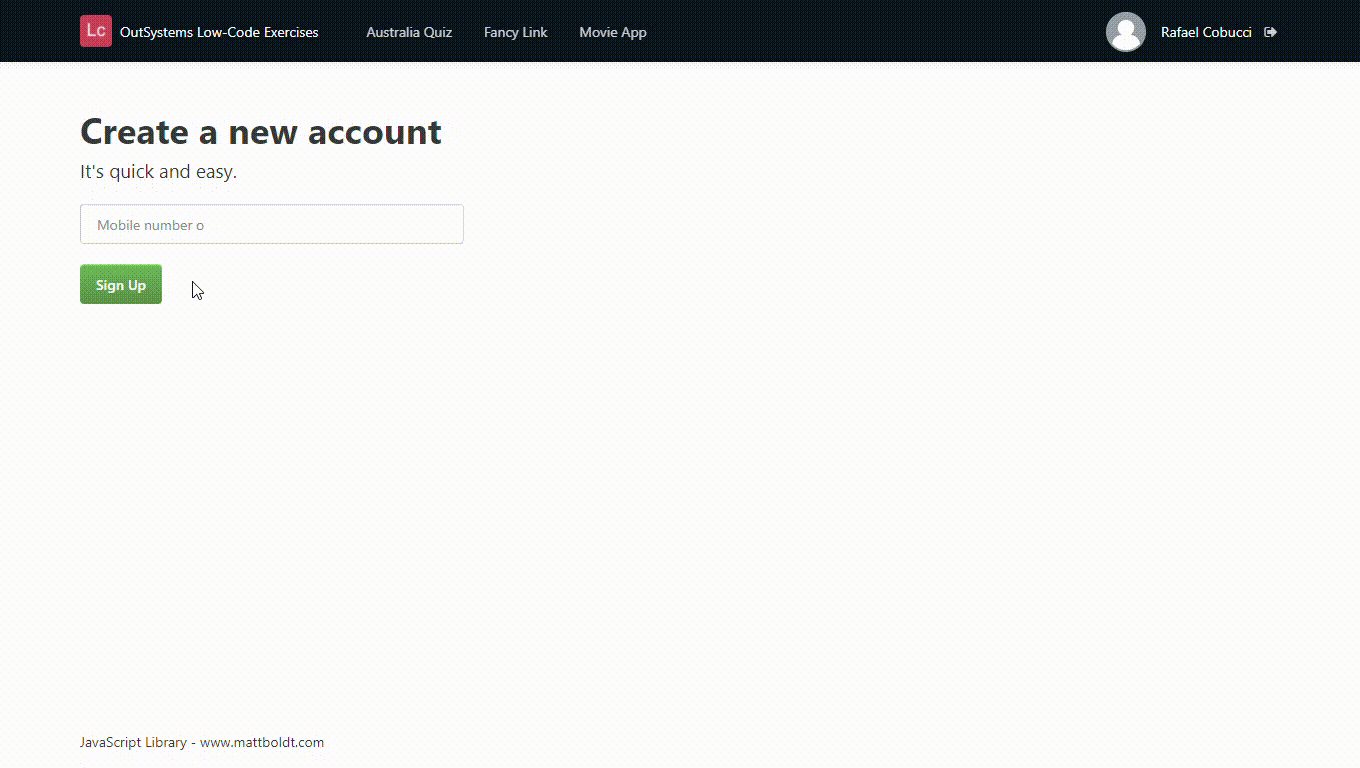 Lc OutSystems Low-Code Exercises Australia Quiz Fancy Link Movie App Rafael Cobucci
Create a new account
It's quick and easy.
Mobile number o
Sign Up
JavaScript Library - www.mattboldt.com